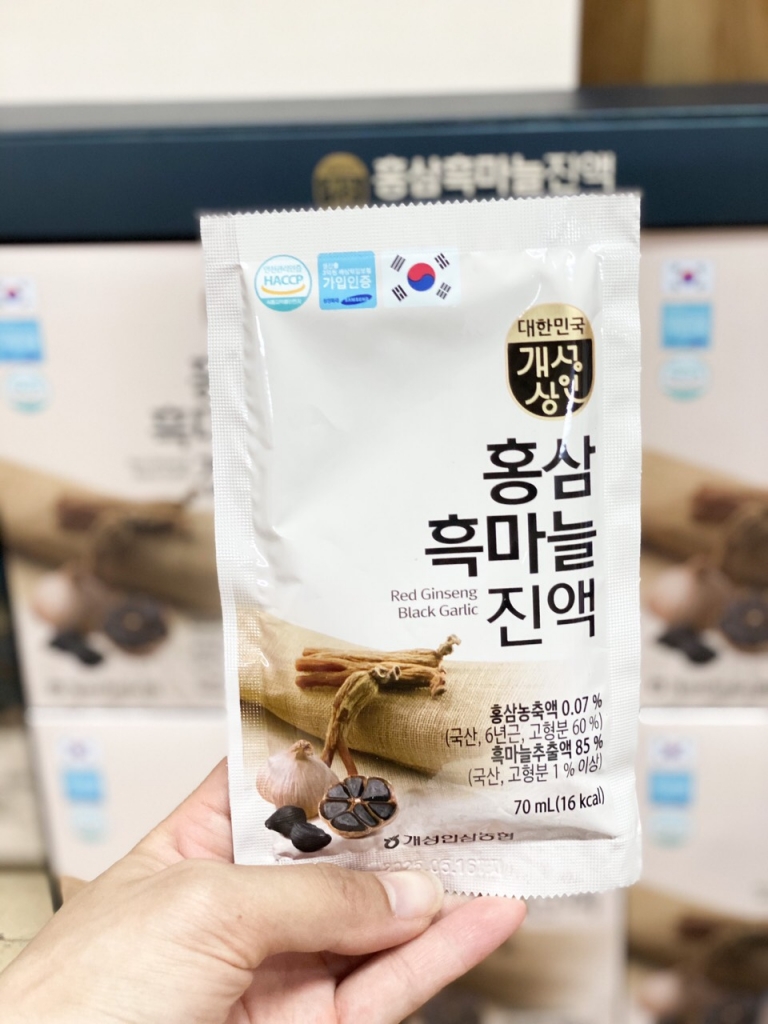 홍삼흑마늘진액
HACCP
가입인증
SAMSUNG
대한민국
개성
상인
홍삼
흑마늘
진액
Red Ginseng
Black Garlic
홍삼농축액 0.07 %
(국산, 6년근, 고형분 60 %)
흑마늘추출액 85 %
(국산, 고형분 1 % 이상)
70 mL(16 kcal)
개성인삼농협